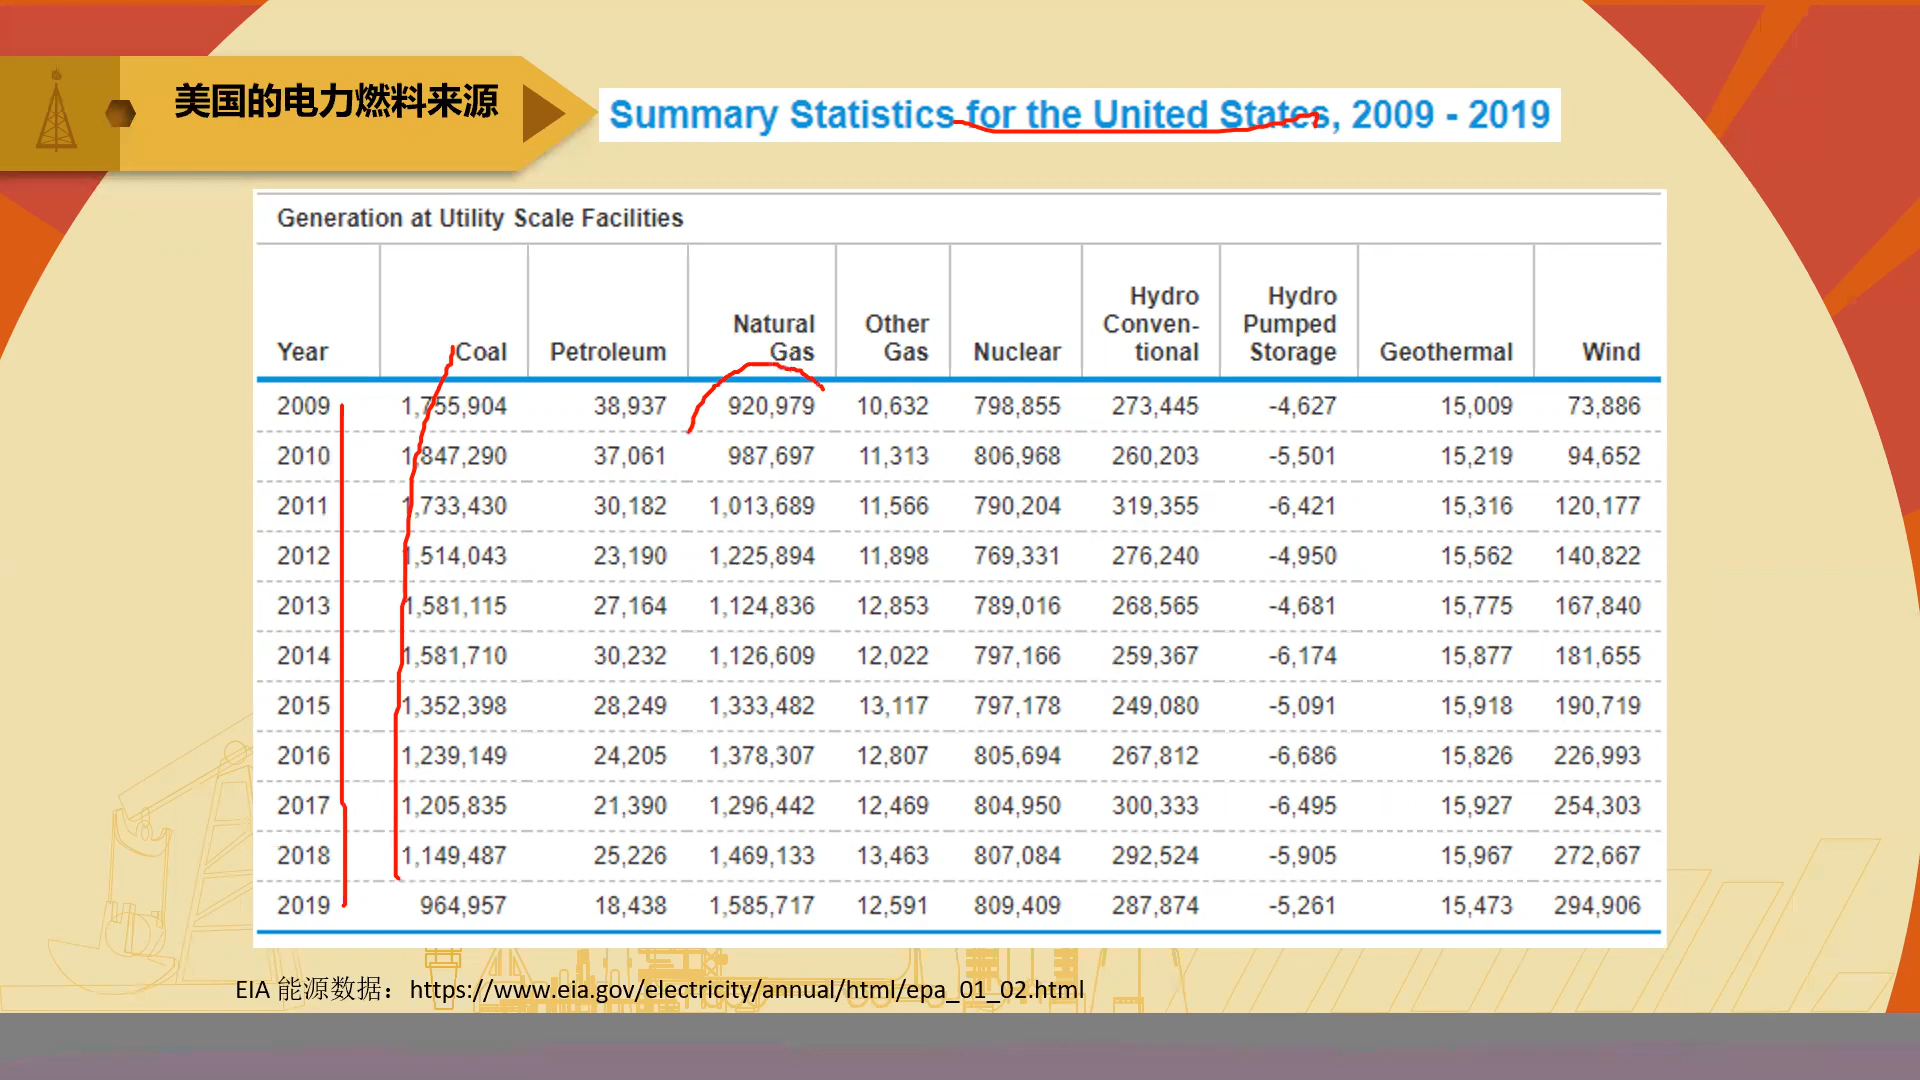 美国的电力燃料来源
Summary Statistics for the United States, 2009 - 2019
Generation at Utility Scale Facilities
Year Coal Petroleum Natural Gas Other Gas Nuclear Hydro Conven-tional Hydro Pumped Storage Geothermal Wind
2009 1,755,904 38,937 920,979 10,632 798,855 273,445 -4,627 15,009 73,886
2010 1,847,290 37,061 987,697 11,313 806,968 260,203 -5,501 15,219 94,652
2011 1,733,430 30,182 1,013,689 11,566 790,204 319,355 -6,421 15,316 120,177
2012 1,514,043 23,190 1,225,894 11,898 769,331 276,240 -4,950 15,562 140,822
2013 1,581,115 27,164 1,124,836 12,853 789,016 268,565 -4,681 15,775 167,840
2014 1,581,710 30,232 1,126,609 12,022 797,166 259,367 -6,174 15,877 181,655
2015 1,352,398 28,249 1,333,482 13,117 797,178 249,080 -5,091 15,918 190,719
2016 1,239,149 24,205 1,378,307 12,807 805,694 267,812 -6,686 15,826 226,993
2017 1,205,835 21,390 1,296,442 12,469 804,950 300,333 -6,495 15,927 254,303
2018 1,149,487 25,226 1,469,133 13,463 807,084 292,524 -5,905 15,967 272,667
2019 964,957 18,438 1,585,717 12,591 809,409 287,874 -5,261 15,473 294,906
EIA 能源数据：https://www.eia.gov/electricity/annual/html/epa_01_02.html